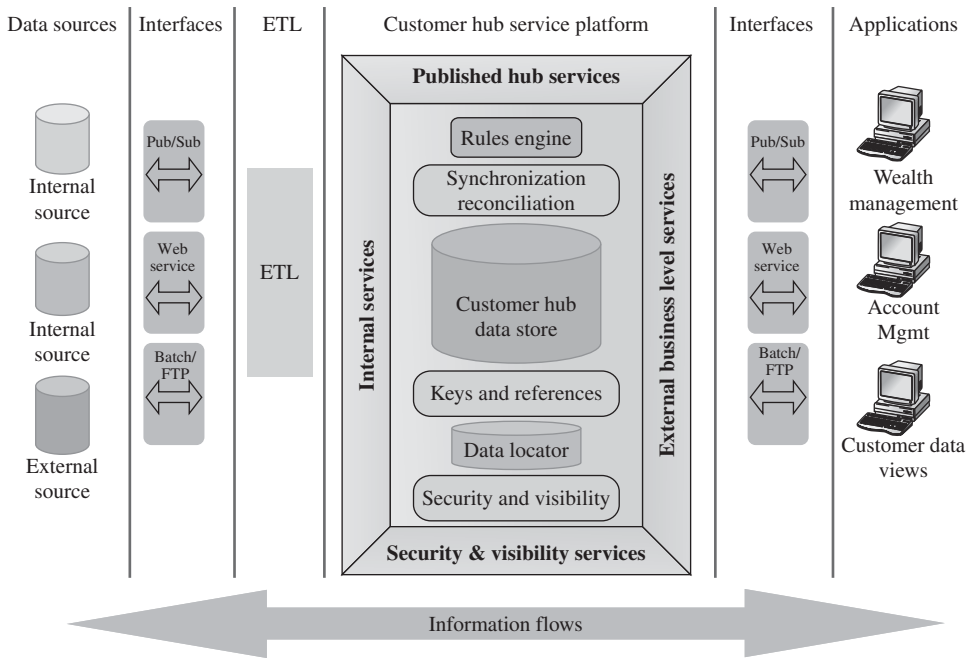 Data sources
Interfaces
ETL
Customer hub service platform
Interfaces
Applications
Internal
source
Internal
source
External
source
Pub/Sub
Web
service
Batch/
FTP
ETL
Published hub services
Internal services
Rules engine
Synchronization
reconciliation
Customer hub
data store
Keys and references
Data locator
Security and visibility
External business level services
Security & visibility services
Pub/Sub
Web
service
Batch/
FTP
Wealth
management
Account
Mgmt
Customer data
views
Information flows